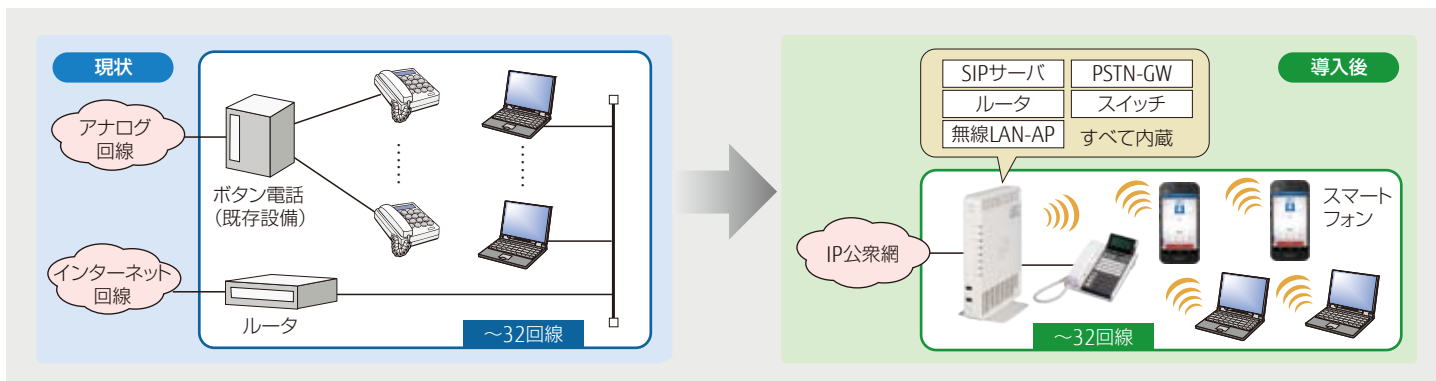 現状
アナログ
回線
ボタン電話
（既存設備）
インターネット
回線
ルータ
～32回線
導入後
SIPサーバ
PSTN-GW
ルータ
スイッチ
無線LAN-AP
すべて内蔵
IP公衆網
スマート
フォン
～32回線